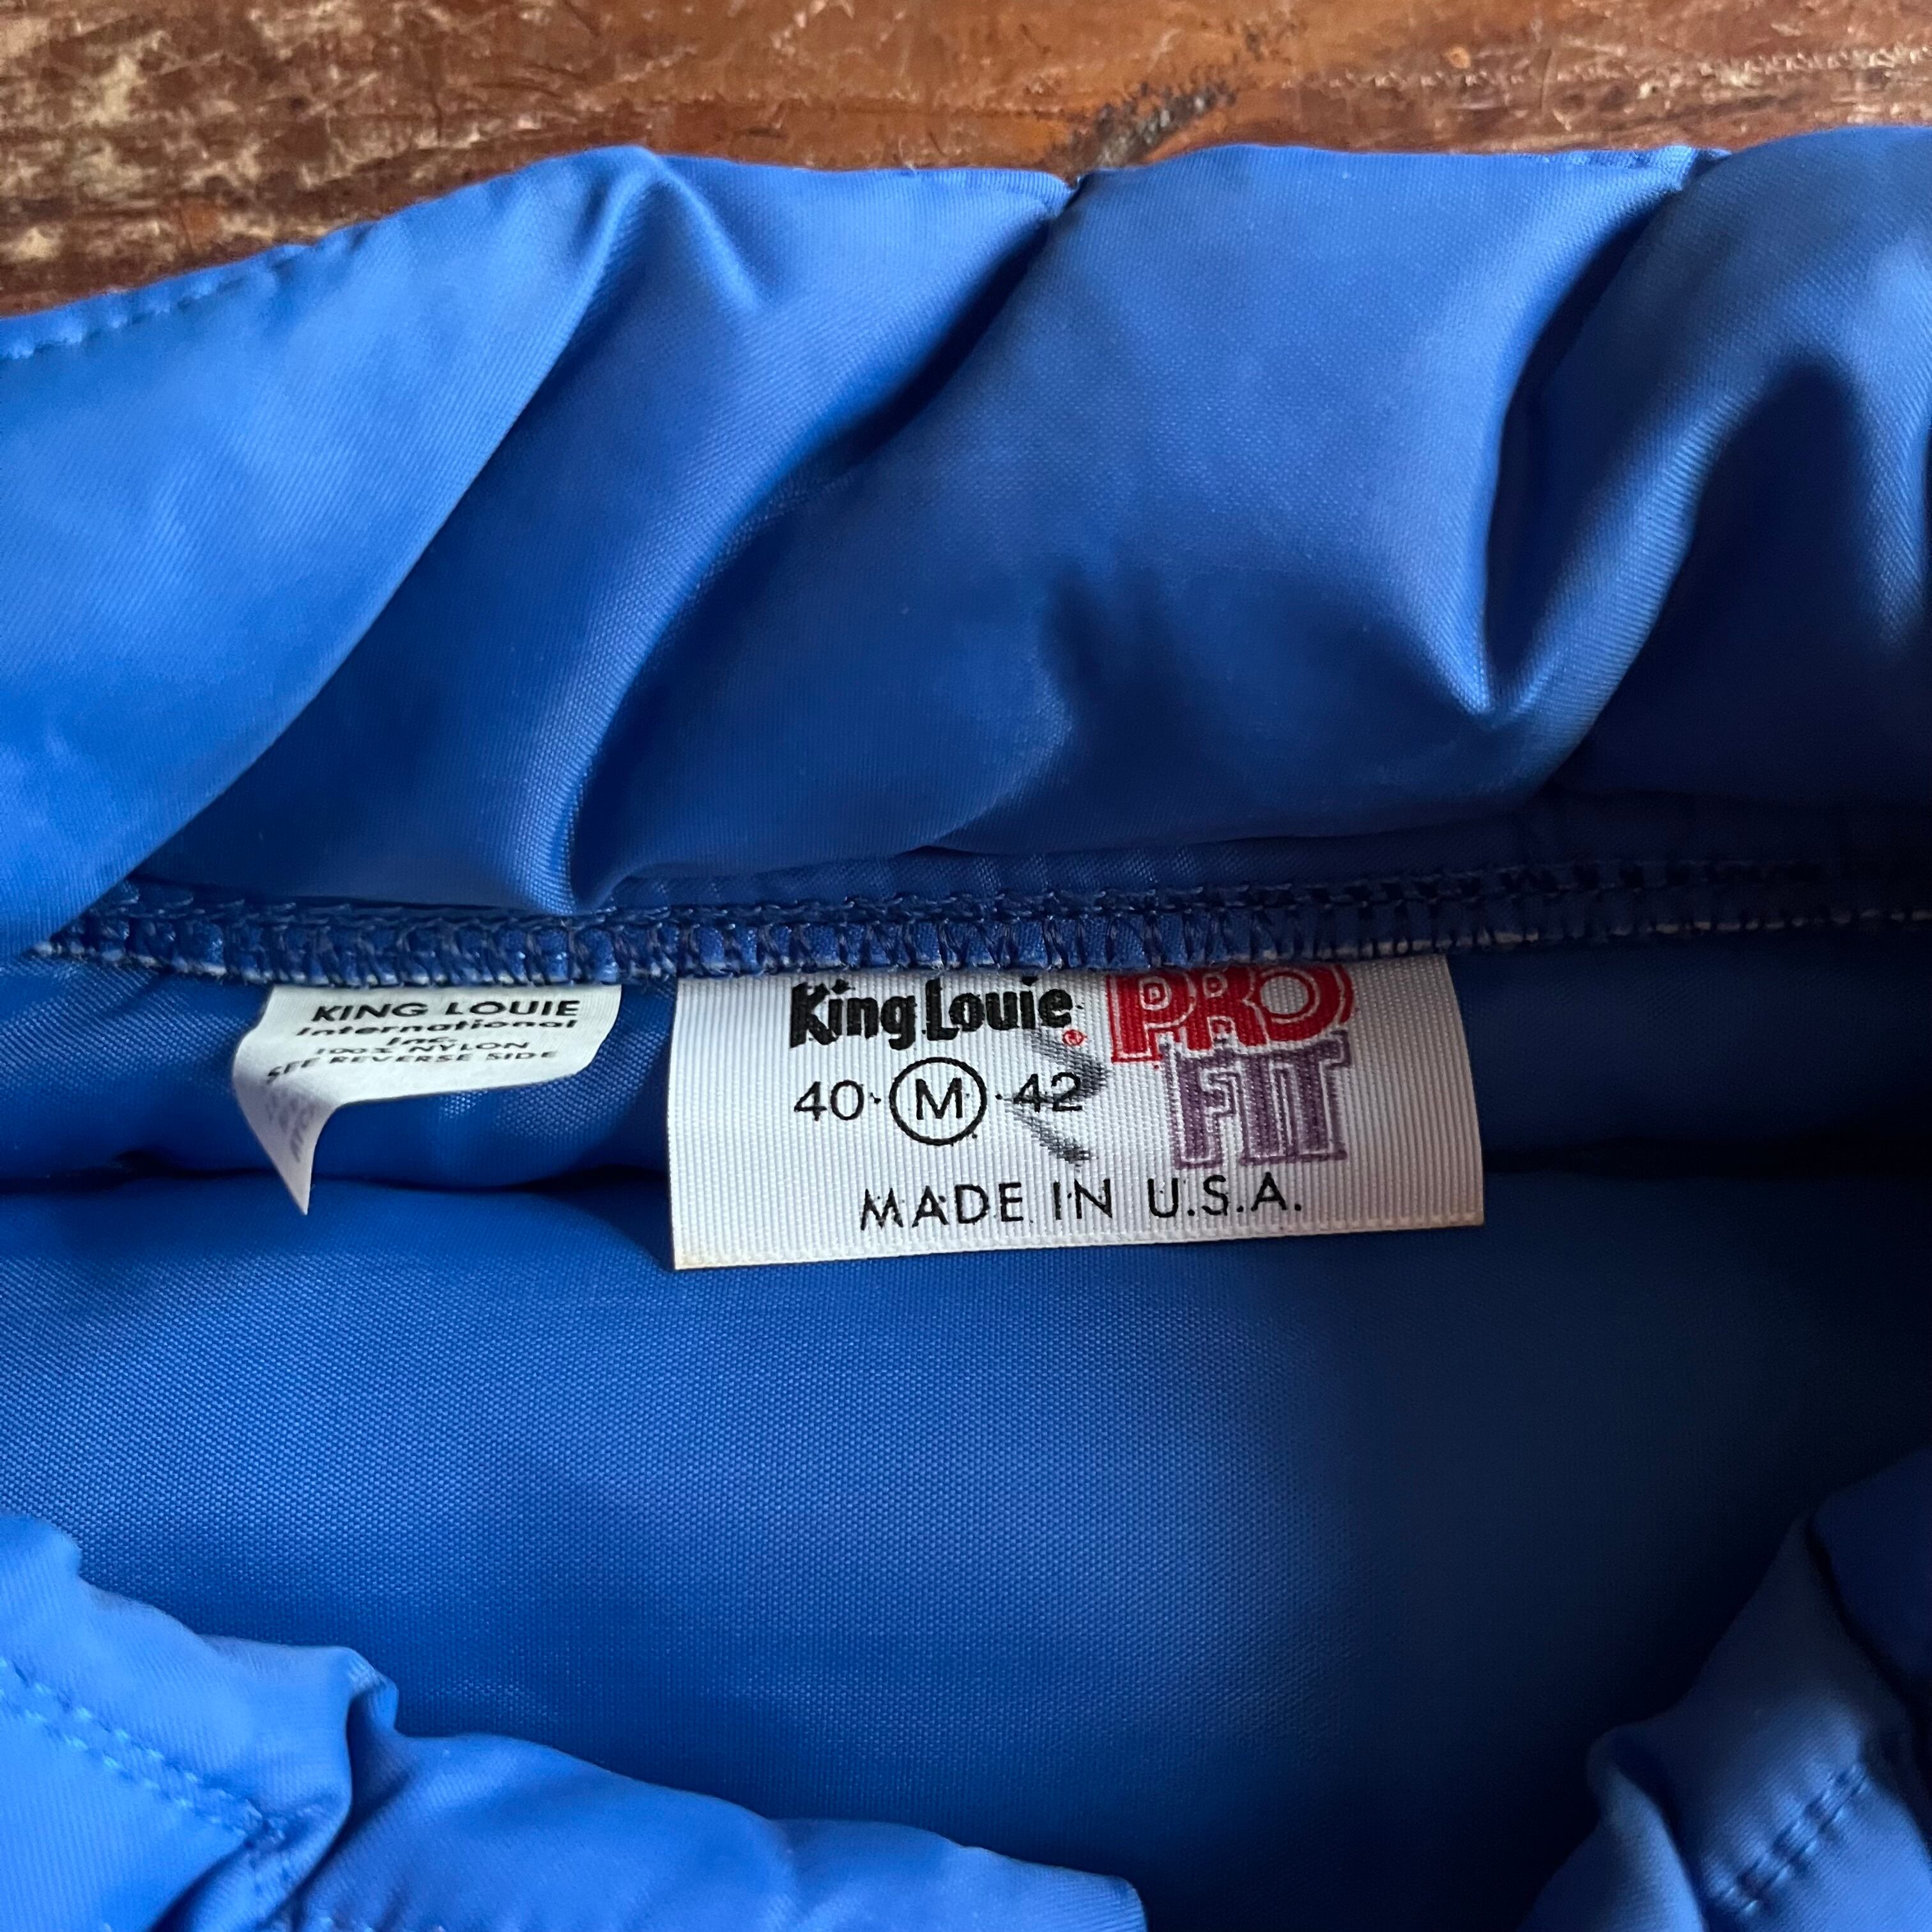 KING LOUIE
International
Inc.
100% NYLON
SEE REVERSE SIDE
King Louie® PRO
FIT
40·M·42
MADE IN U.S.A.